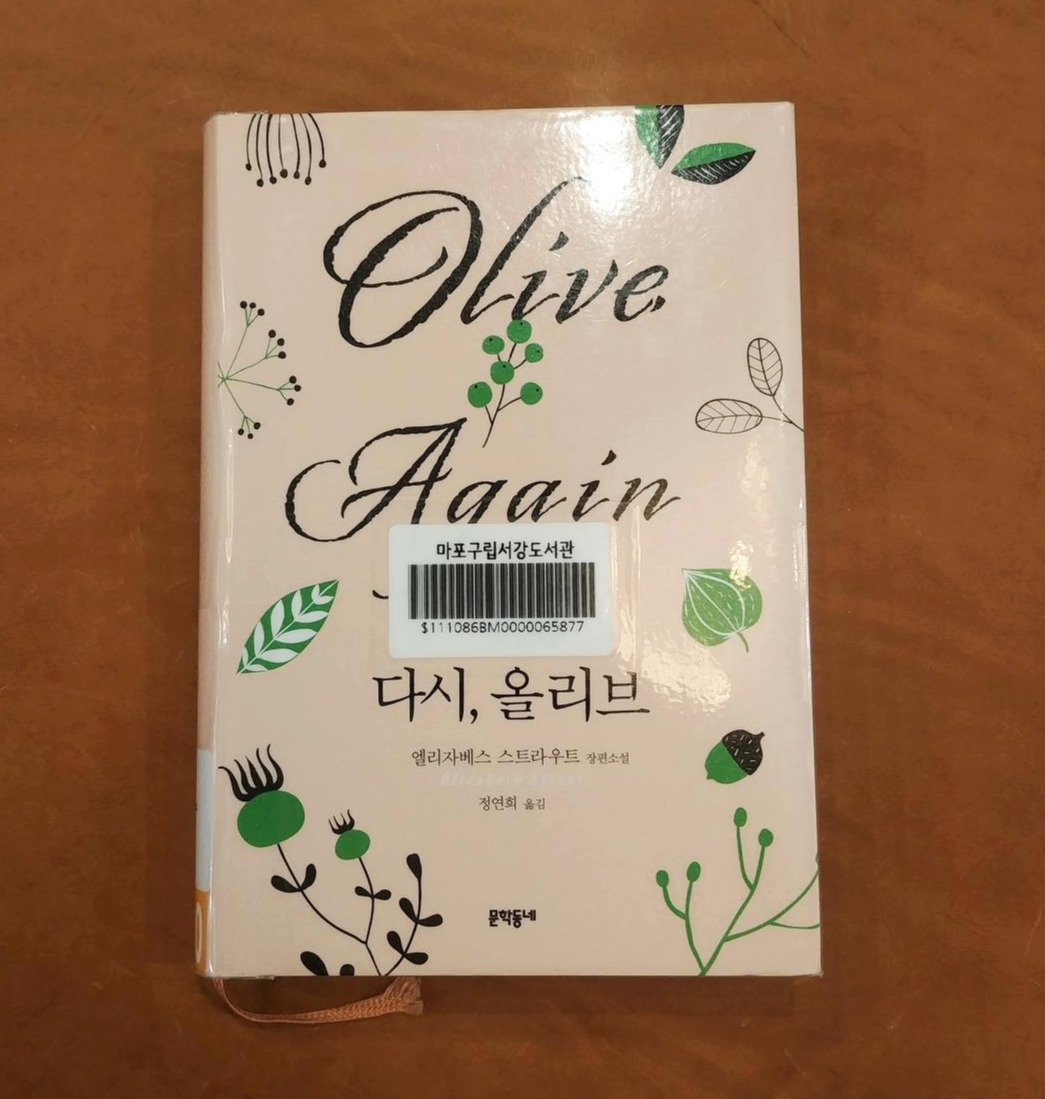 Olive
Again
마포구립서강도서관
$111086BM0000065877
다시, 올리브
엘리자베스 스트라우트 장편소설
Elizabeth Strout
정연희 옮김
문학동네